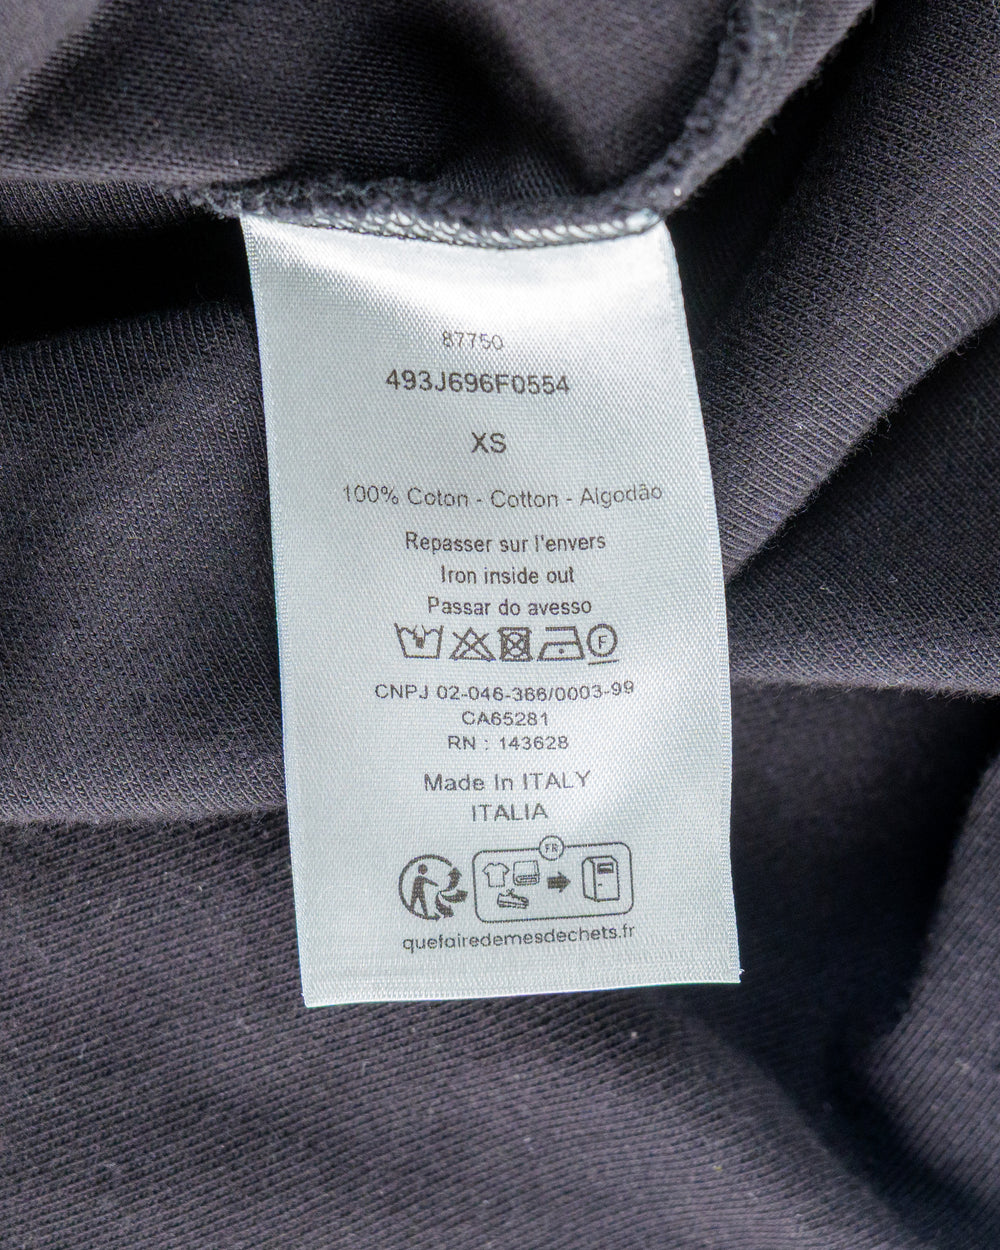 87750
493J696F0554
XS
100% Coton - Cotton - Algodão
Repasser sur l'envers
Iron inside out
Passar do avesso
F
CNPJ 02-046-366/0003-99
CA65281
RN : 143628
Made In ITALY
ITALIA
FR
quefairedemesdechets.fr